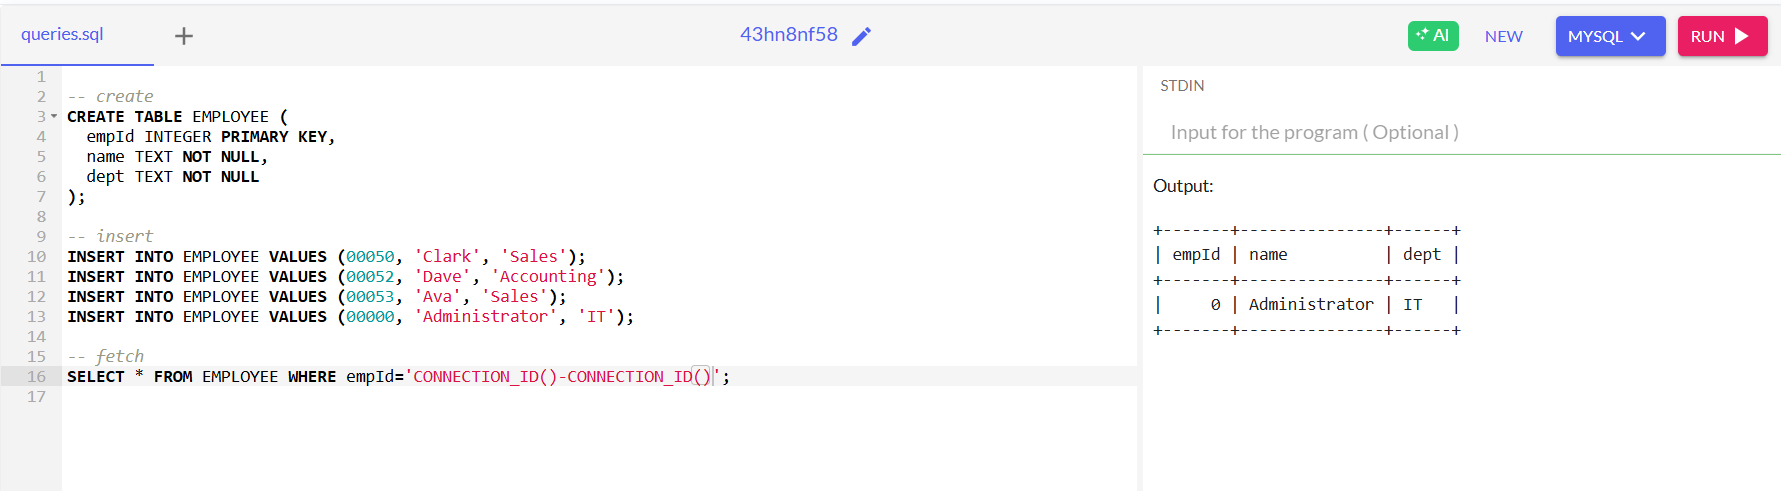 queries.sql
43hn8nf58
AI
NEW
MYSQL
RUN
1
2 -- create
3 CREATE TABLE EMPLOYEE (
4   empId INTEGER PRIMARY KEY,
5   name TEXT NOT NULL,
6   dept TEXT NOT NULL
7 );
8
9 -- insert
10 INSERT INTO EMPLOYEE VALUES (00050, 'Clark', 'Sales');
11 INSERT INTO EMPLOYEE VALUES (00052, 'Dave', 'Accounting');
12 INSERT INTO EMPLOYEE VALUES (00053, 'Ava', 'Sales');
13 INSERT INTO EMPLOYEE VALUES (00000, 'Administrator', 'IT');
14
15 -- fetch
16 SELECT * FROM EMPLOYEE WHERE empId='CONNECTION_ID()-CONNECTION_ID()';
17
STDIN
Input for the program ( Optional )
Output:
+-------+---------------+------+
| empId | name          | dept |
+-------+---------------+------+
|     0 | Administrator | IT   |
+-------+---------------+------+